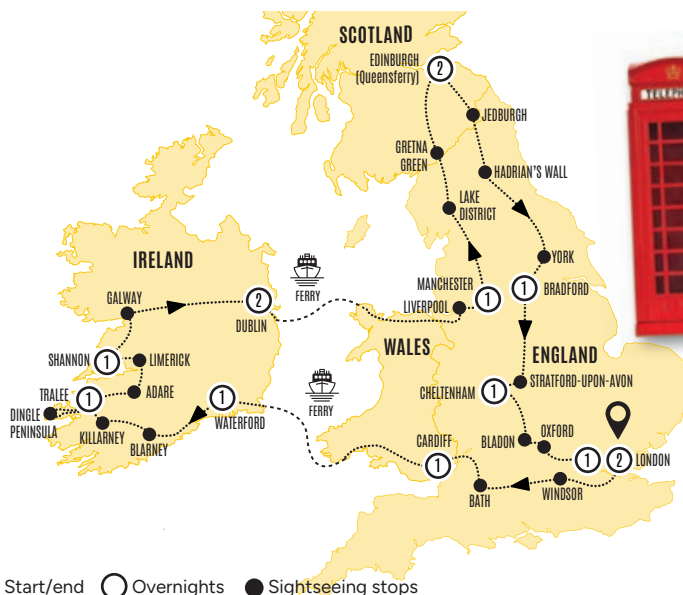 SCOTLAND
EDINBURGH
(Queensferry)
2
TELEPH
JEDBURGH
GRETNA
GREEN
HADRIAN'S WALL
LAKE
DISTRICT
IRELAND
YORK
GALWAY
FERRY
MANCHESTER
1
BRADFORD
1
2
DUBLIN
LIVERPOOL
SHANNON
1
LIMERICK
WALES
ENGLAND
STRATFORD-UPON-AVON
TRALEE
1
ADARE
1
WATERFORD
FERRY
CHELTENHAM
1
DINGLE
PENINSULA
KILLARNEY
BLARNEY
CARDIFF
1
BLADON
OXFORD
1
2
LONDON
BATH
WINDSOR
Start/end Overnights Sightseeing stops